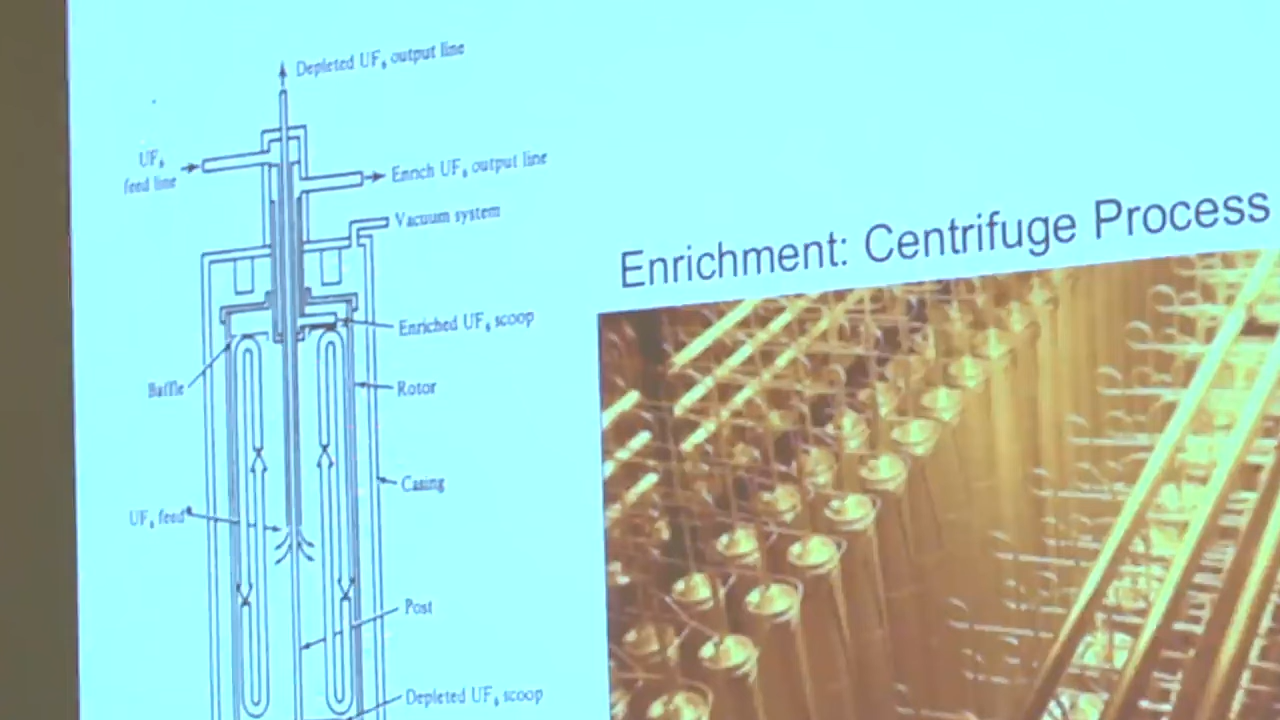 Depleted UF6 output line
UF6
feed line
Enrich UF6 output line
Vacuum system
Enrichment: Centrifuge Process
Enriched UF6 scoop
Baffle
Rotor
Casing
UF6 feed
Post
Depleted UF6 scoop